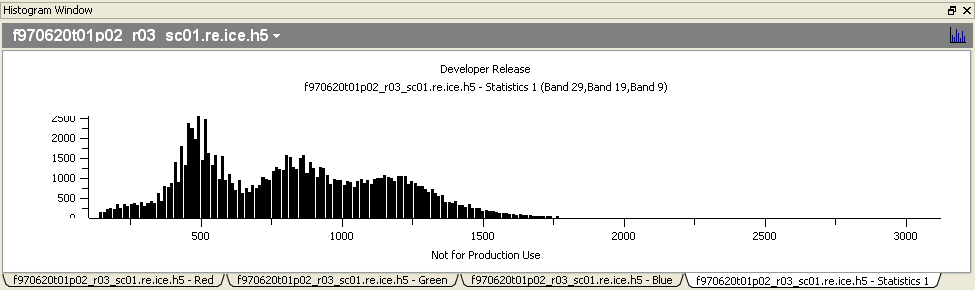 Histogram Window
f970620t01p02_r03_sc01.re.ice.h5
Developer Release
f970620t01p02_r03_sc01.re.ice.h5 - Statistics 1 (Band 29,Band 19,Band 9)
2500
2000
1500
1000
500
0
500 1000 1500 2000 2500 3000
Not for Production Use
f970620t01p02_r03_sc01.re.ice.h5 - Red f970620t01p02_r03_sc01.re.ice.h5 - Green f970620t01p02_r03_sc01.re.ice.h5 - Blue f970620t01p02_r03_sc01.re.ice.h5 - Statistics 1